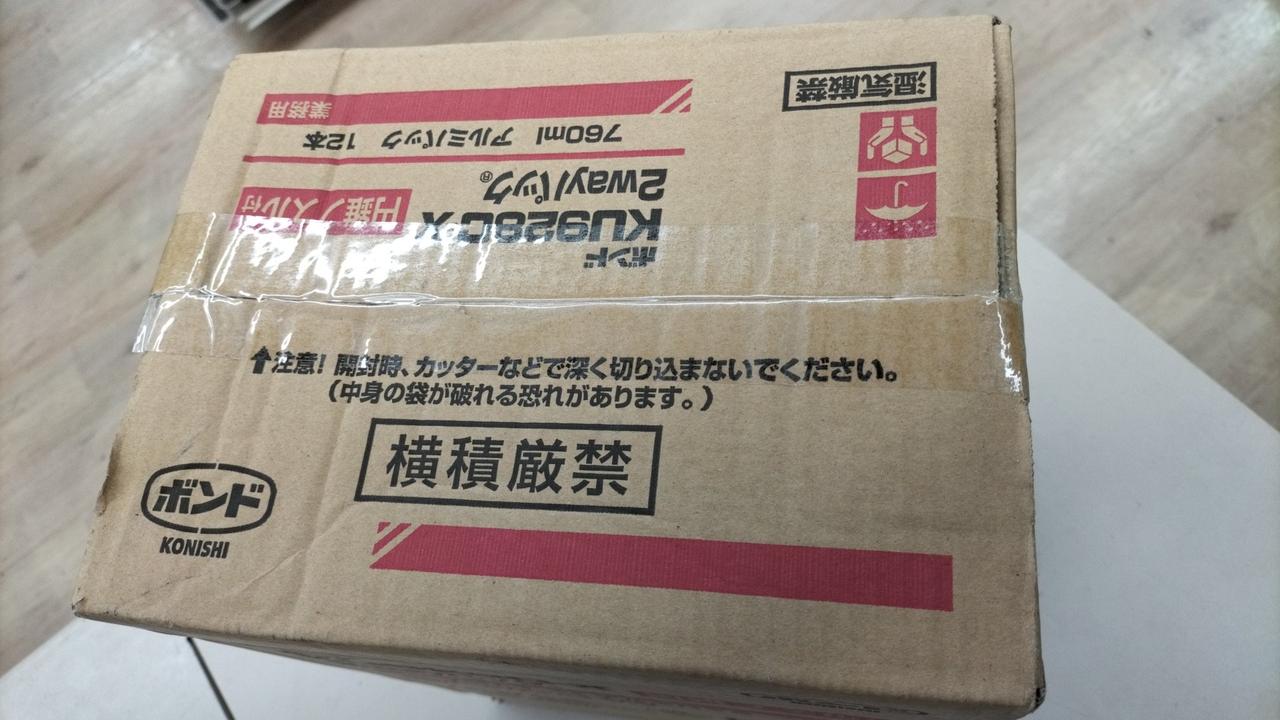 湿気厳禁
ボンド
KU928CX
2wayパック®
円錐ノズル付
760ml アルミパック 12本
業務用
↑注意! 開封時、カッターなどで深く切り込まないでください。
(中身の袋が破れる恐れがあります。)
横積厳禁
ボンド
KONISHI